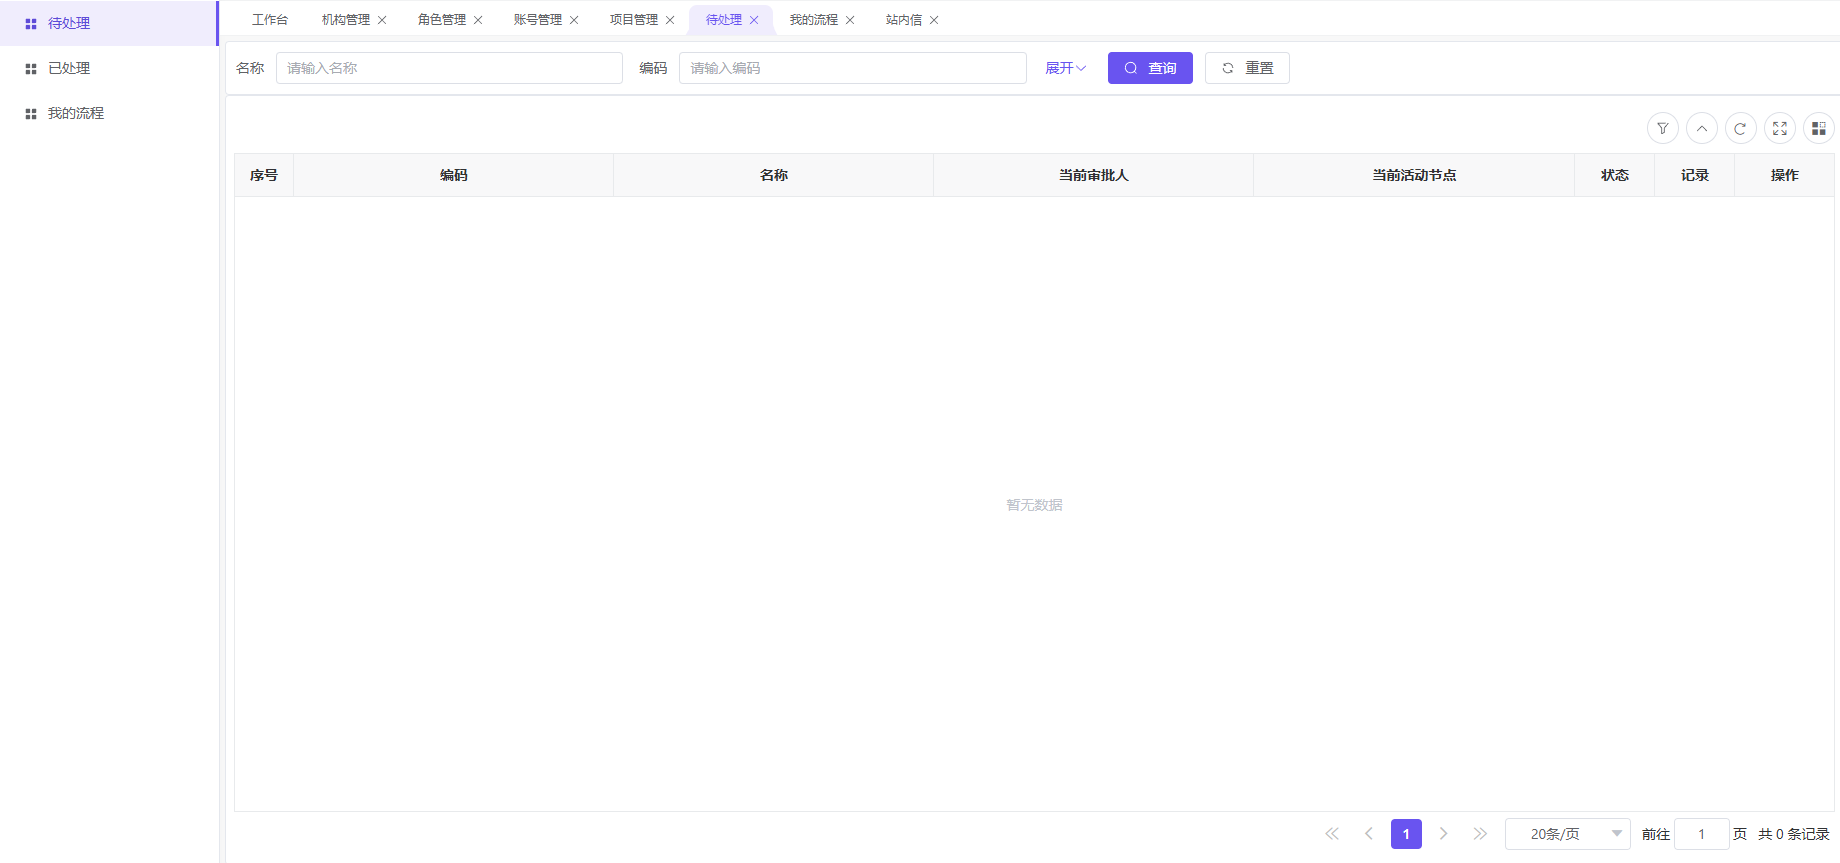 待处理
已处理
我的流程
工作台 机构管理 角色管理 账号管理 项目管理 待处理 我的流程 站内信
名称 请输入名称 编码 请输入编码 展开 查询 重置
序号 编码 名称 当前审批人 当前活动节点 状态 记录 操作
暂无数据
1 20条/页 前往 1 页 共 0 条记录